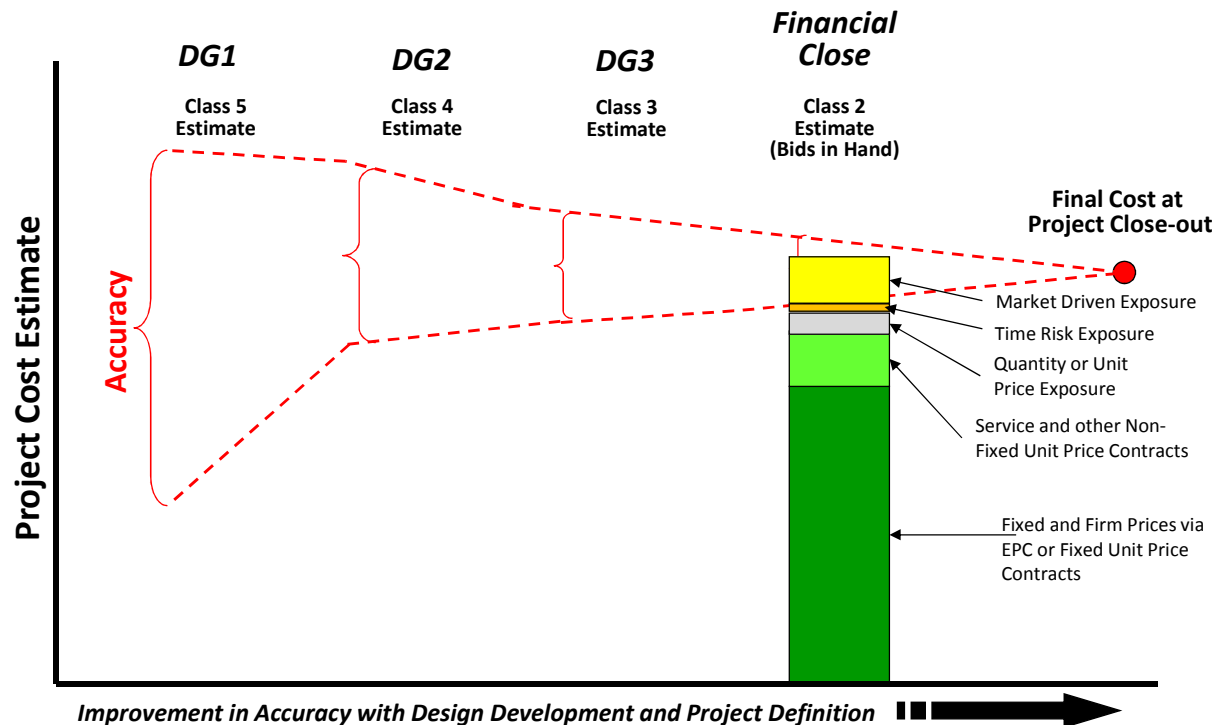 DG1
DG2
DG3
Financial
Close
Class 5
Estimate
Class 4
Estimate
Class 3
Estimate
Class 2
Estimate
(Bids in Hand)
Final Cost at
Project Close-out
Project Cost Estimate
Accuracy
Market Driven Exposure
Time Risk Exposure
Quantity or Unit
Price Exposure
Service and other Non-
Fixed Unit Price Contracts
Fixed and Firm Prices via
EPC or Fixed Unit Price
Contracts
Improvement in Accuracy with Design Development and Project Definition